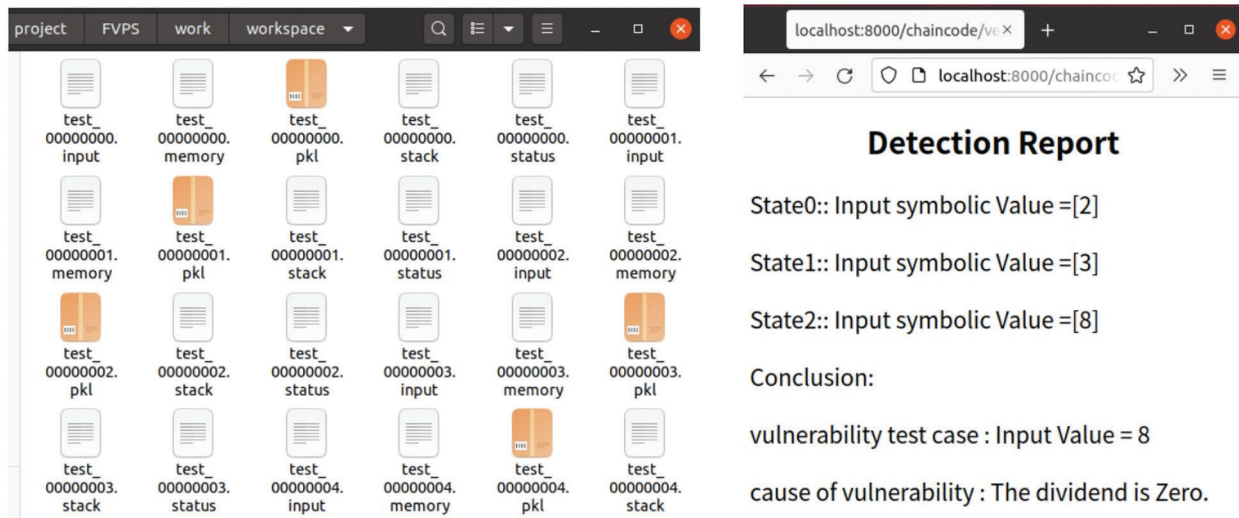 project FVPS work workspace
test_ test_ test_ test_ test_ test_
00000000. 00000000. 00000000. 00000000. 00000000. 00000001.
input memory pkl stack status input
test_ test_ test_ test_ test_ test_
00000001. 00000001. 00000001. 00000001. 00000002. 00000002.
memory pkl stack status input memory
test_ test_ test_ test_ test_ test_
00000002. 00000002. 00000002. 00000003. 00000003. 00000003.
pkl stack status input memory pkl
test_ test_ test_ test_ test_ test_
00000003. 00000003. 00000004. 00000004. 00000004. 00000004.
stack status input memory pkl stack
localhost:8000/chaincode/ve
localhost:8000/chaincoc
Detection Report
State0:: Input symbolic Value =[2]
State1:: Input symbolic Value =[3]
State2:: Input symbolic Value =[8]
Conclusion:
vulnerability test case : Input Value = 8
cause of vulnerability : The dividend is Zero.